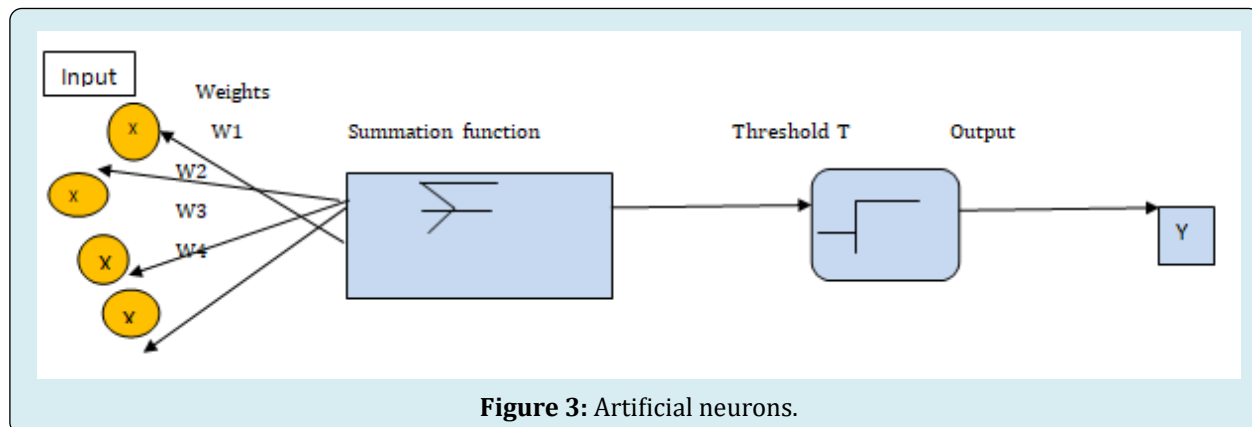 Input
Weights
W1
Summation function
Threshold T
Output
x
W2
x
W3
W4
x
x
Y
Figure 3: Artificial neurons.